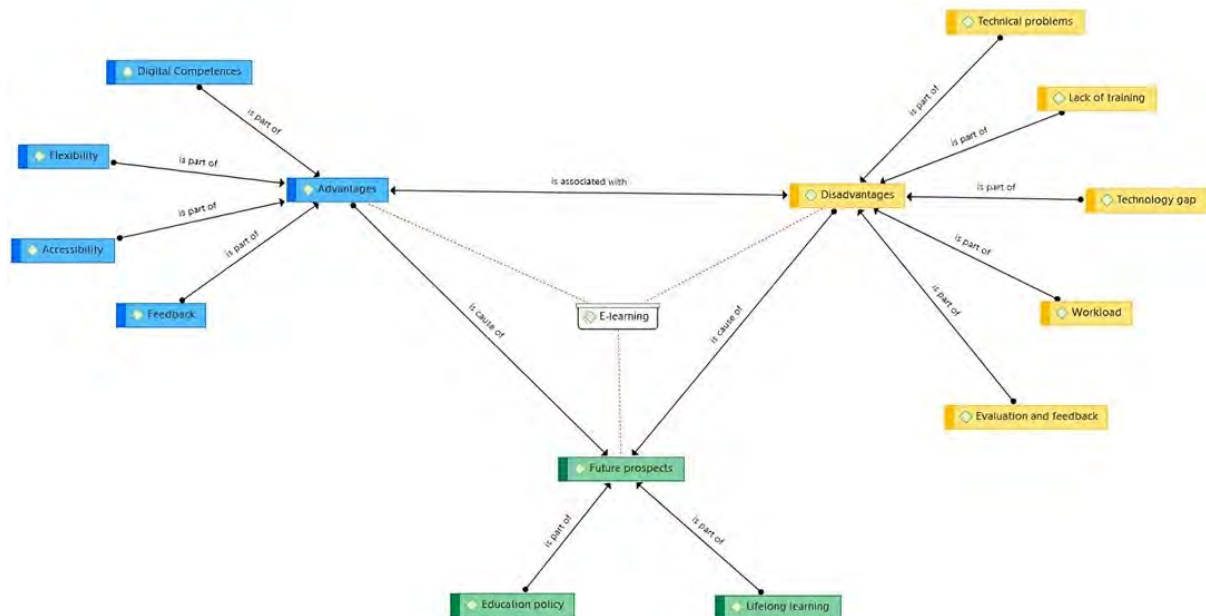 Technical problems
Digital Competences
is part of
is part of
Lack of training
Flexibility
is part of
is part of
Advantages
is associated with
Disadvantages
is part of
Technology gap
is part of
Accessibility
is part of
is part of
Feedback
is cause of
E-learning
is cause of
is part of
Workload
Evaluation and feedback
Future prospects
is part of
is part of
Education policy
Lifelong learning